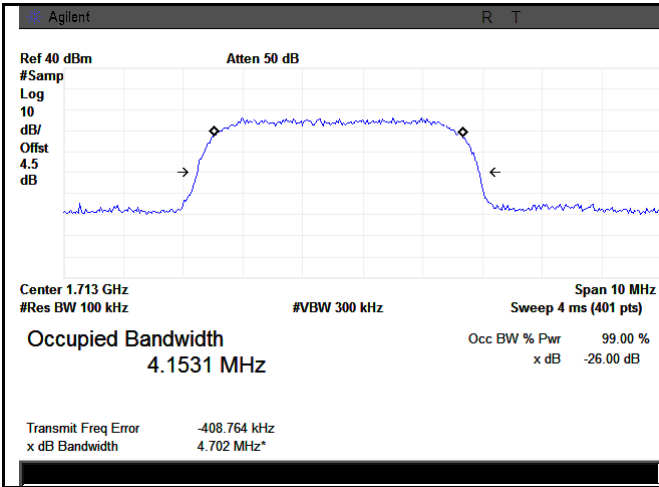 Agilent R T
Ref 40 dBm Atten 50 dB
#Samp
Log
10
dB/
Offst
4.5
dB
Center 1.713 GHz Span 10 MHz
#Res BW 100 kHz #VBW 300 kHz Sweep 4 ms (401 pts)
Occupied Bandwidth Occ BW % Pwr 99.00 %
4.1531 MHz x dB -26.00 dB
Transmit Freq Error -408.764 kHz
x dB Bandwidth 4.702 MHz*